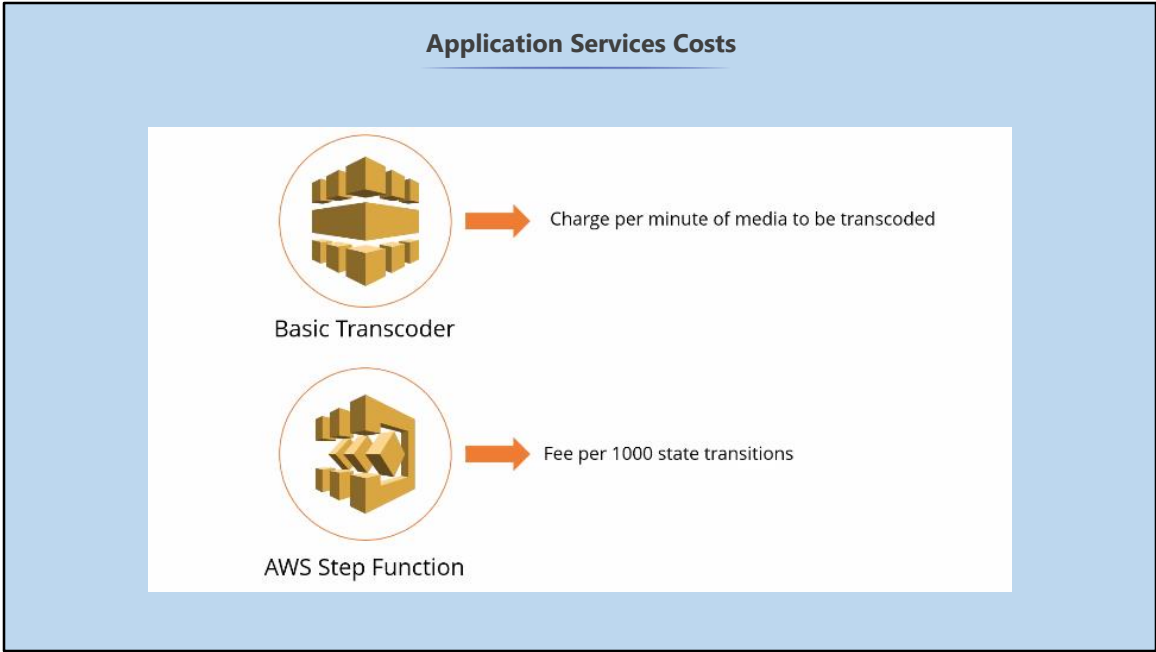 Application Services Costs
Charge per minute of media to be transcoded
Basic Transcoder
Fee per 1000 state transitions
AWS Step Function